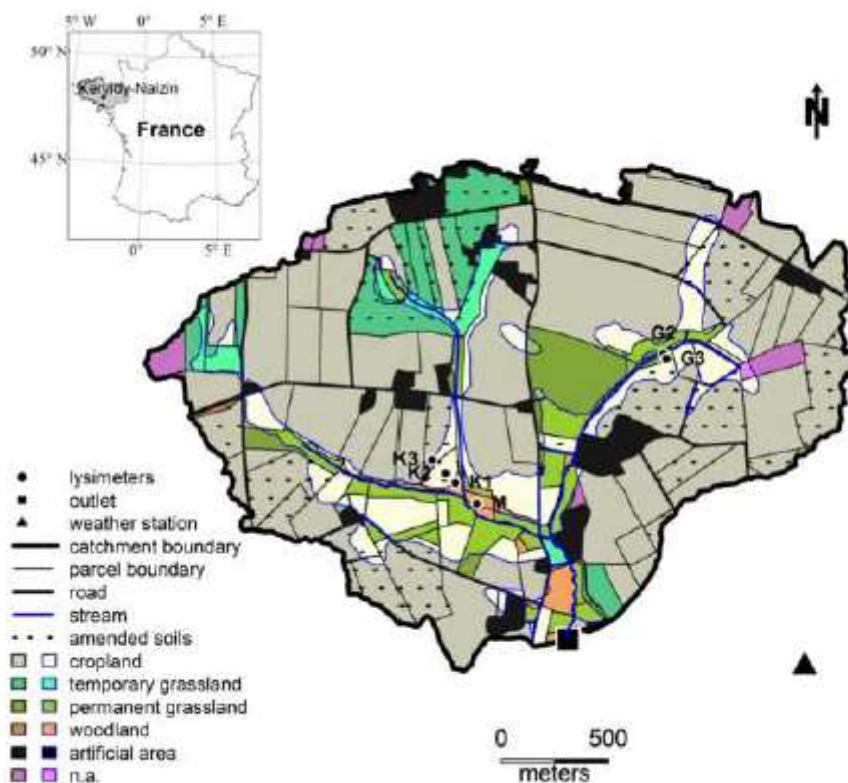 5° W 0° 5° E
50° N
Kervidy-Naizin
France
45° N
0° 5° E
N
G2
G3
K3
K2
K1
M
lysimeters
outlet
weather station
catchment boundary
parcel boundary
road
stream
amended soils
cropland
temporary grassland
permanent grassland
woodland
artificial area
n.a.
0 500
meters